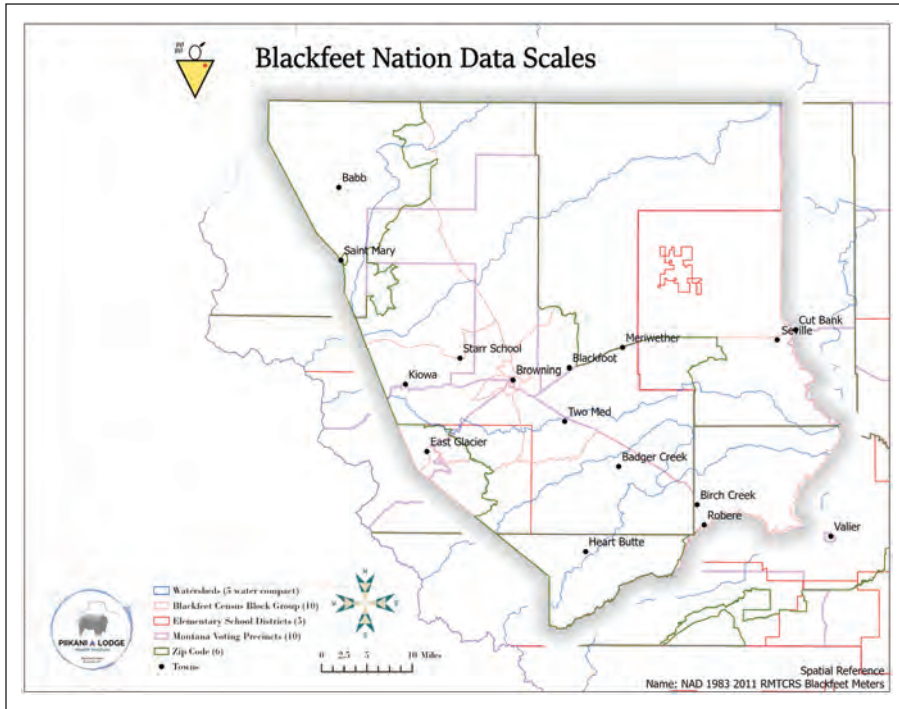 Blackfeet Nation Data Scales
Babb
Saint Mary
Cut Bank
Seville
Meriwether
Starr School
Blackfoot
Browning
Kiowa
Two Med
East Glacier
Badger Creek
Birch Creek
Robere
Valier
Heart Butte
Watersheds (5 water compact)
Blackfeet Census Block Group (10)
Elementary School Districts (5)
Montana Voting Precincts (10)
Zip Code (6)
Towns
PIIKANI LODGE
N
W
E
S
0 2.5 5 10 Miles
Spatial Reference
Name: NAD 1983 2011 RMTCRS Blackfeet Meters